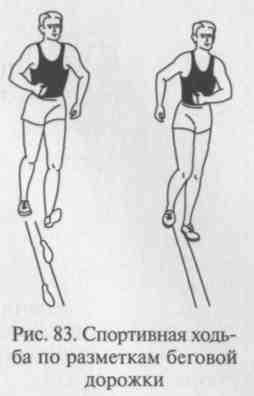 Рис. 83. Спортивная ходь-
ба по разметкам беговой
дорожки